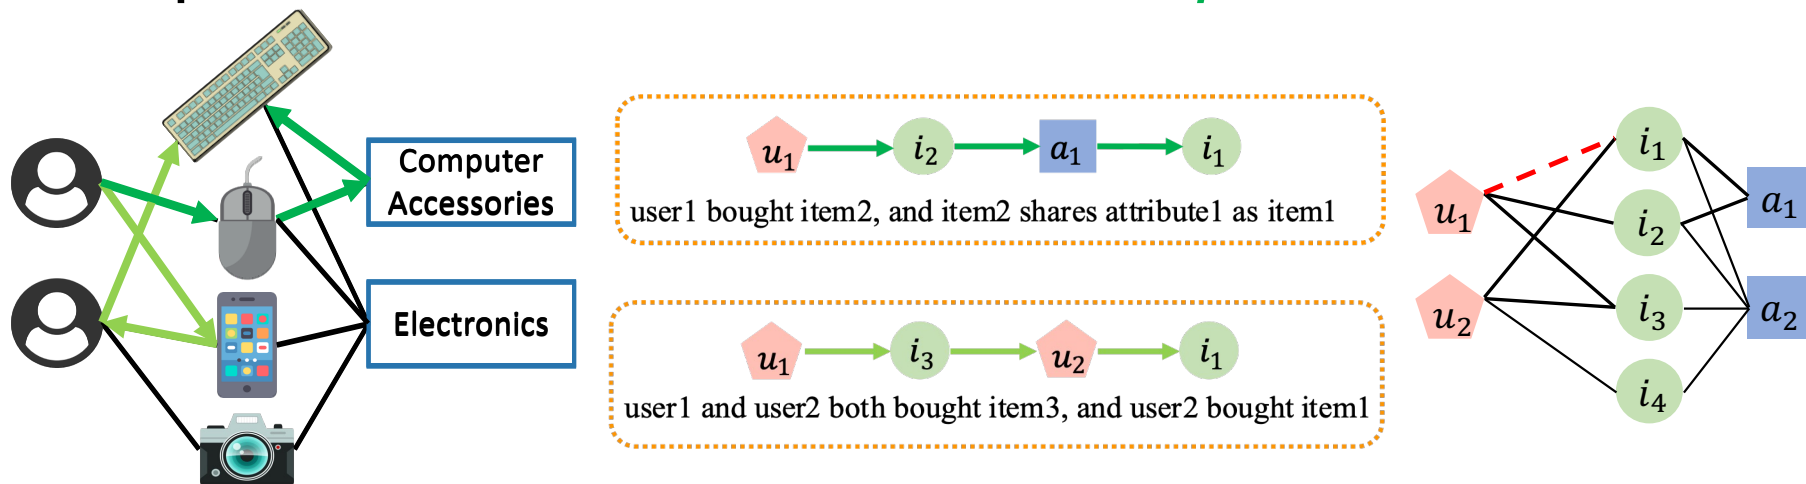 Computer
Accessories
Electronics
u1 i2 a1 i1
user1 bought item2, and item2 shares attribute1 as item1
u1 i3 u2 i1
user1 and user2 both bought item3, and user2 bought item1
i1
u1
a1
i2
u2
i3
a2
i4